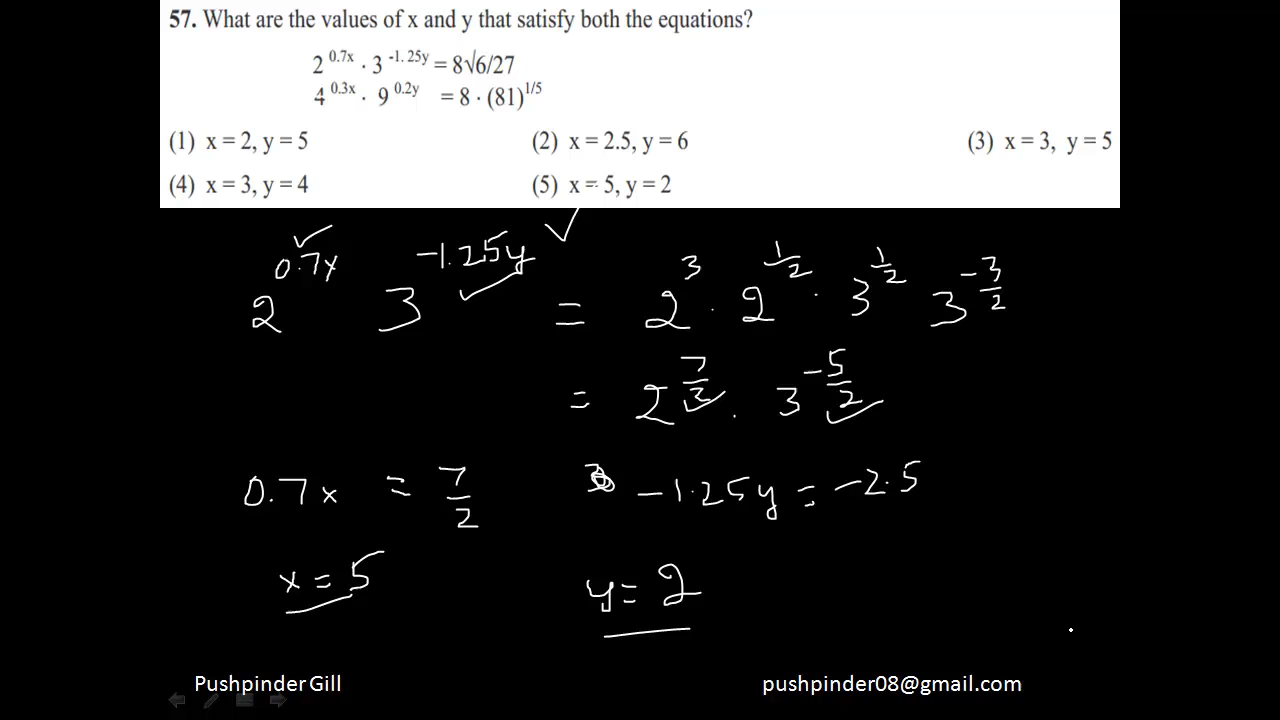 57. What are the values of x and y that satisfy both the equations?
2^0.7x · 3^-1.25y = 8√6/27
4^0.3x · 9^0.2y = 8 · (81)^1/5
(1) x = 2, y = 5 (2) x = 2.5, y = 6 (3) x = 3, y = 5
(4) x = 3, y = 4 (5) x = 5, y = 2
2^0.7x 3^-1.25y = 2^3 · 2^1/2 · 3^1/2 3^-3/2
= 2^7/2 · 3^-5/2
0.7x = 7/2 -1.25y = -2.5
x = 5 y = 2
Pushpinder Gill pushpinder08@gmail.com